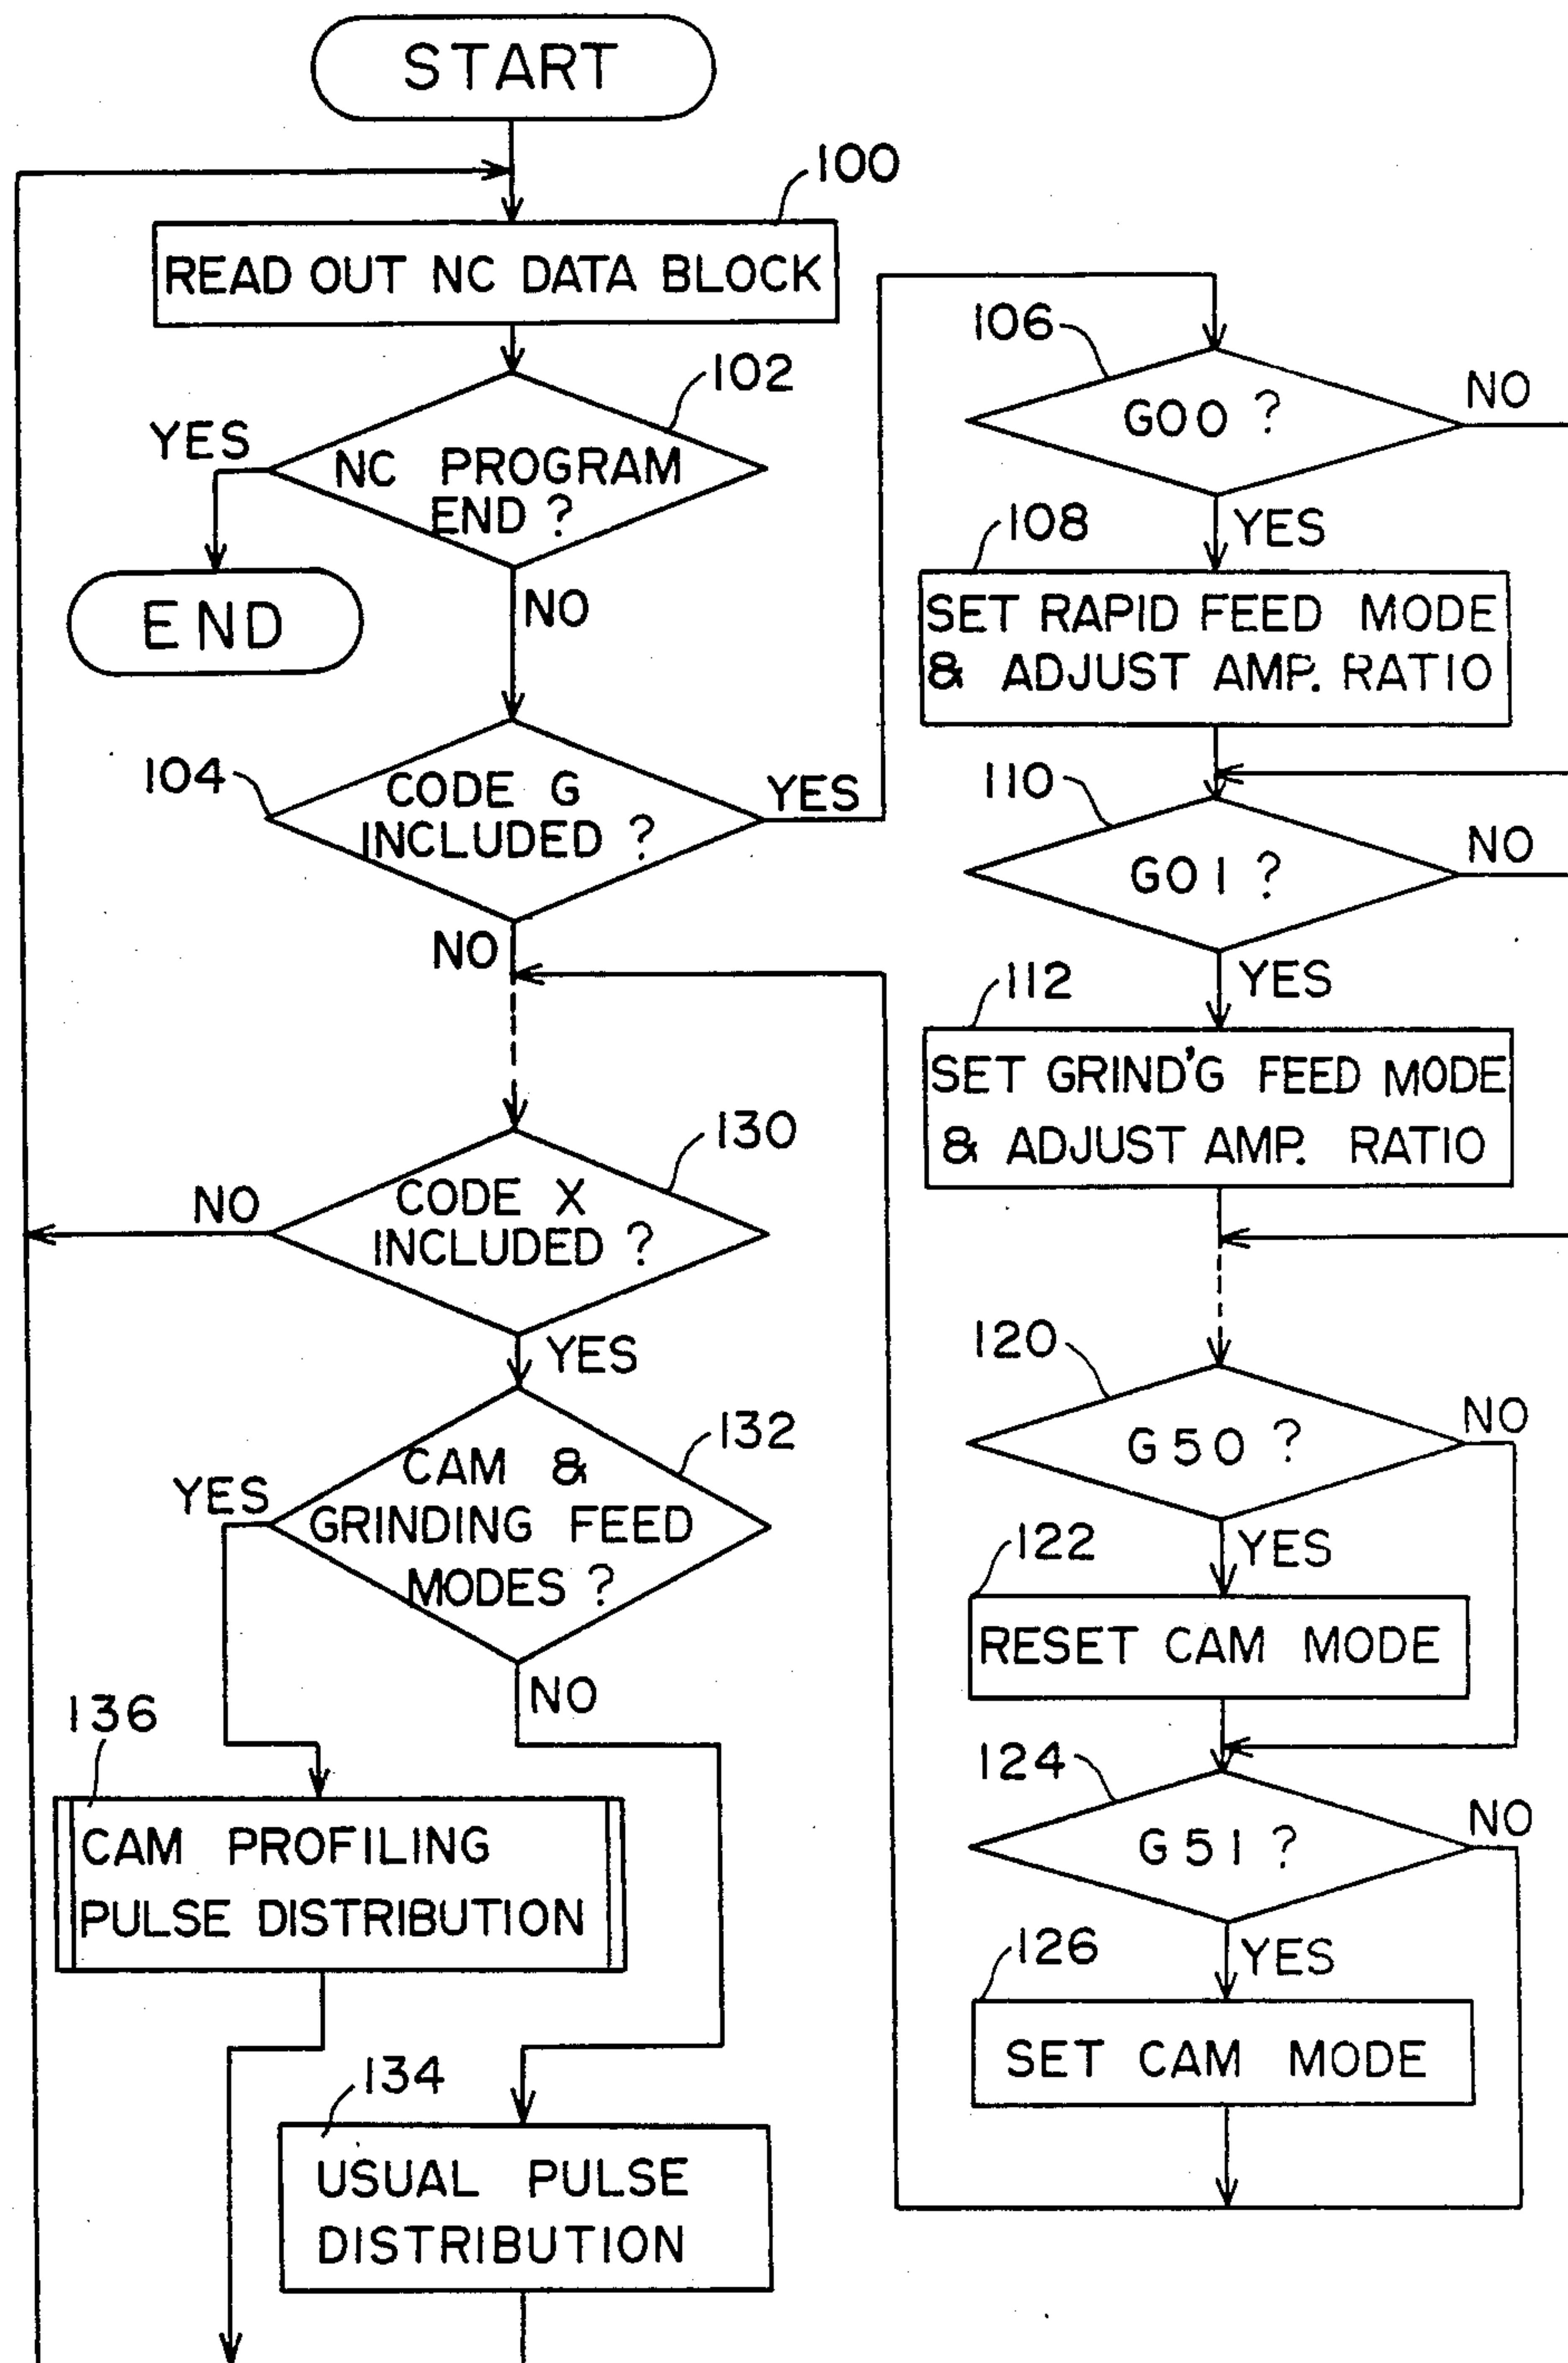 START
100
READ OUT NC DATA BLOCK
102
YES
NC PROGRAM
END ?
END
NO
104
CODE G
INCLUDED ?
YES
NO
130
CODE X
INCLUDED ?
NO
YES
132
CAM &
GRINDING FEED
MODES ?
YES
NO
136
CAM PROFILING
PULSE DISTRIBUTION
134
USUAL PULSE
DISTRIBUTION
106
G00 ?
NO
YES
108
SET RAPID FEED MODE
& ADJUST AMP. RATIO
110
G01 ?
NO
YES
112
SET GRIND'G FEED MODE
& ADJUST AMP. RATIO
120
G50 ?
NO
YES
122
RESET CAM MODE
124
G51 ?
NO
YES
126
SET CAM MODE